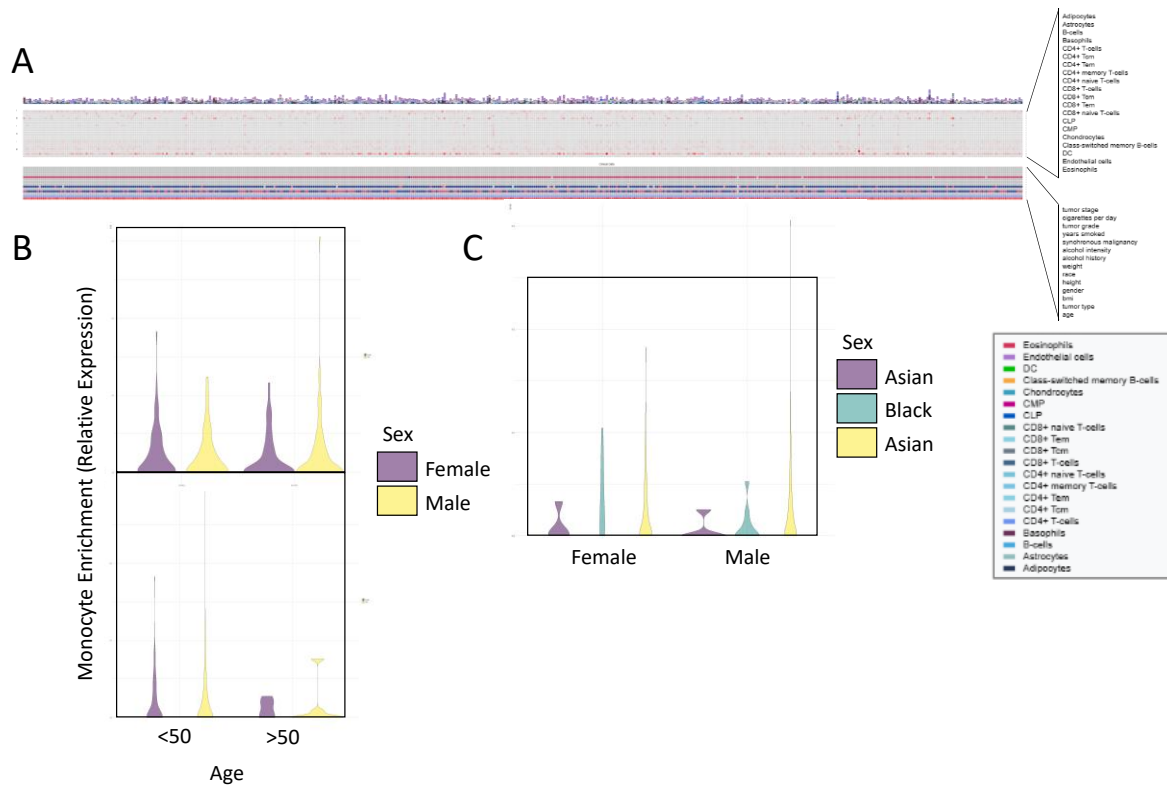 A
Adipocytes
Astrocytes
B-cells
Basophils
CD4+ T-cells
CD4+ Tcm
CD4+ Tem
CD4+ memory T-cells
CD4+ naive T-cells
CD8+ T-cells
CD8+ Tcm
CD8+ Tem
CD8+ naive T-cells
CLP
CMP
Chondrocytes
Class-switched memory B-cells
DC
Endothelial cells
Eosinophils
tumor stage
cigarettes per day
tumor grade
years smoked
synchronous malignancy
alcohol intensity
alcohol history
weight
race
height
gender
bmi
tumor type
age
B
Monocyte Enrichment (Relative Expression)
Sex
Female
Male
<50
>50
Age
C
Sex
Asian
Black
Asian
Female
Male
Eosinophils
Endothelial cells
DC
Class-switched memory B-cells
Chondrocytes
CMP
CLP
CD8+ naive T-cells
CD8+ Tem
CD8+ Tcm
CD8+ T-cells
CD4+ naive T-cells
CD4+ memory T-cells
CD4+ Tem
CD4+ Tcm
CD4+ T-cells
Basophils
B-cells
Astrocytes
Adipocytes